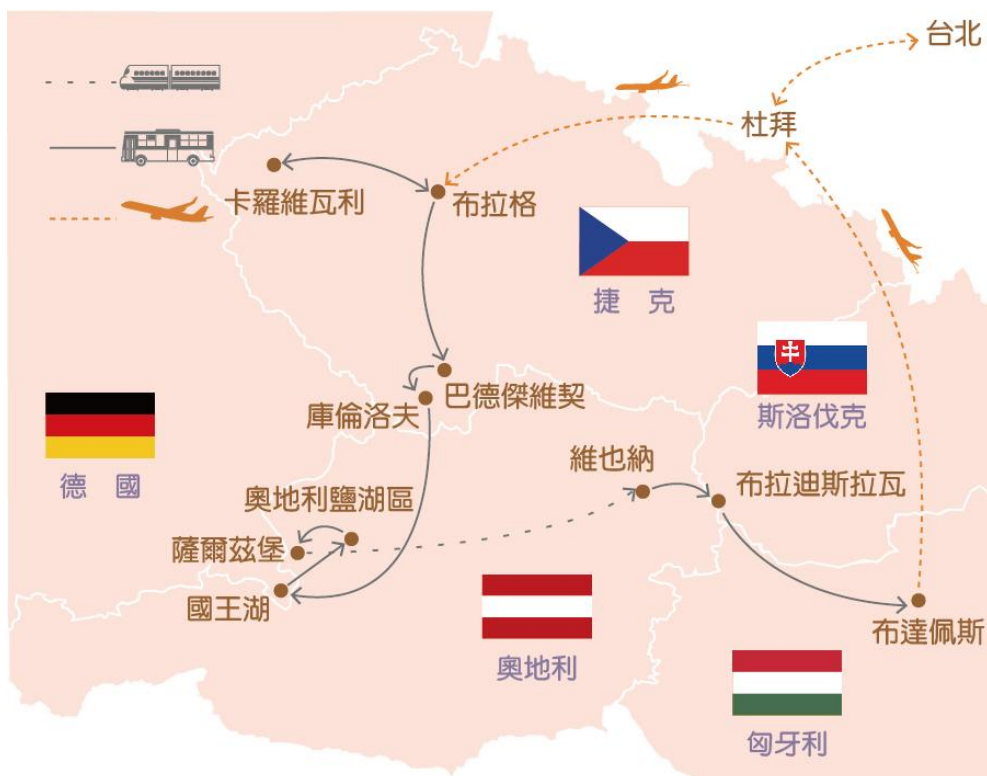 台北
杜拜
卡羅維瓦利
布拉格
捷 克
斯洛伐克
巴德傑維契
庫倫洛夫
德 國
維也納
布拉迪斯拉瓦
奧地利鹽湖區
薩爾茲堡
國王湖
布達佩斯
奧地利
匈牙利